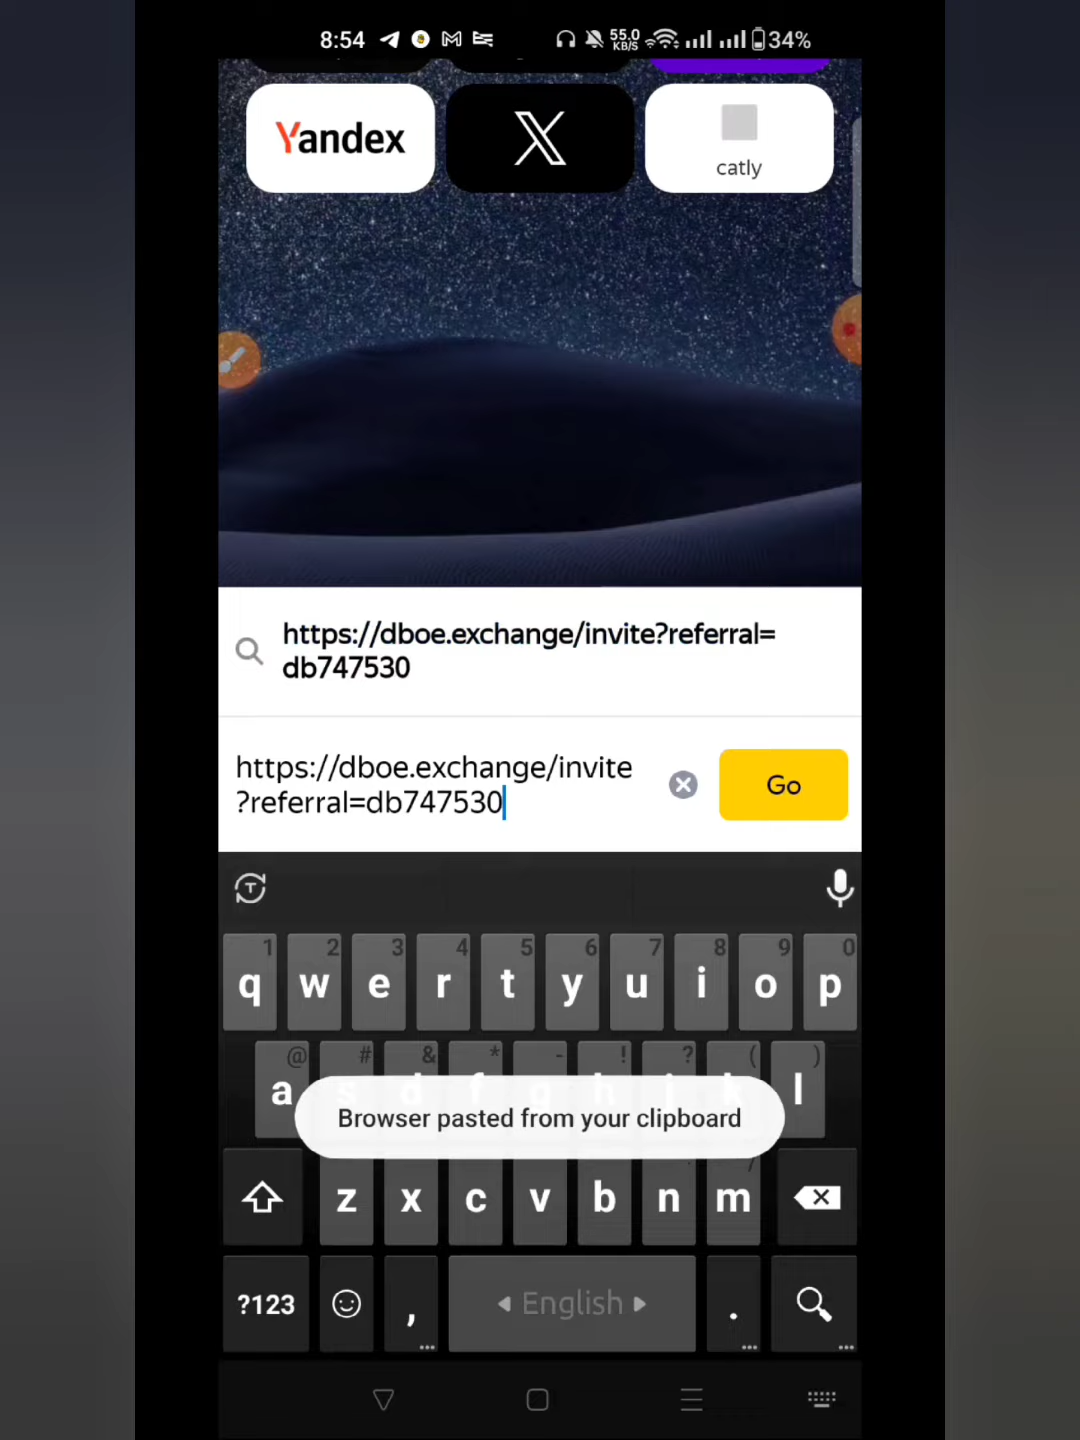 8:54 55.0 KB/S 34%
Yandex
X
catly
https://dboe.exchange/invite?referral=
db747530
https://dboe.exchange/invite
?referral=db747530
Go
1 2 3 4 5 6 7 8 9 0
q w e r t y u i o p
@ # & * - ! ? ( )
a s d f g h j k l
Browser pasted from your clipboard
z x c v b n m
?123 , English .